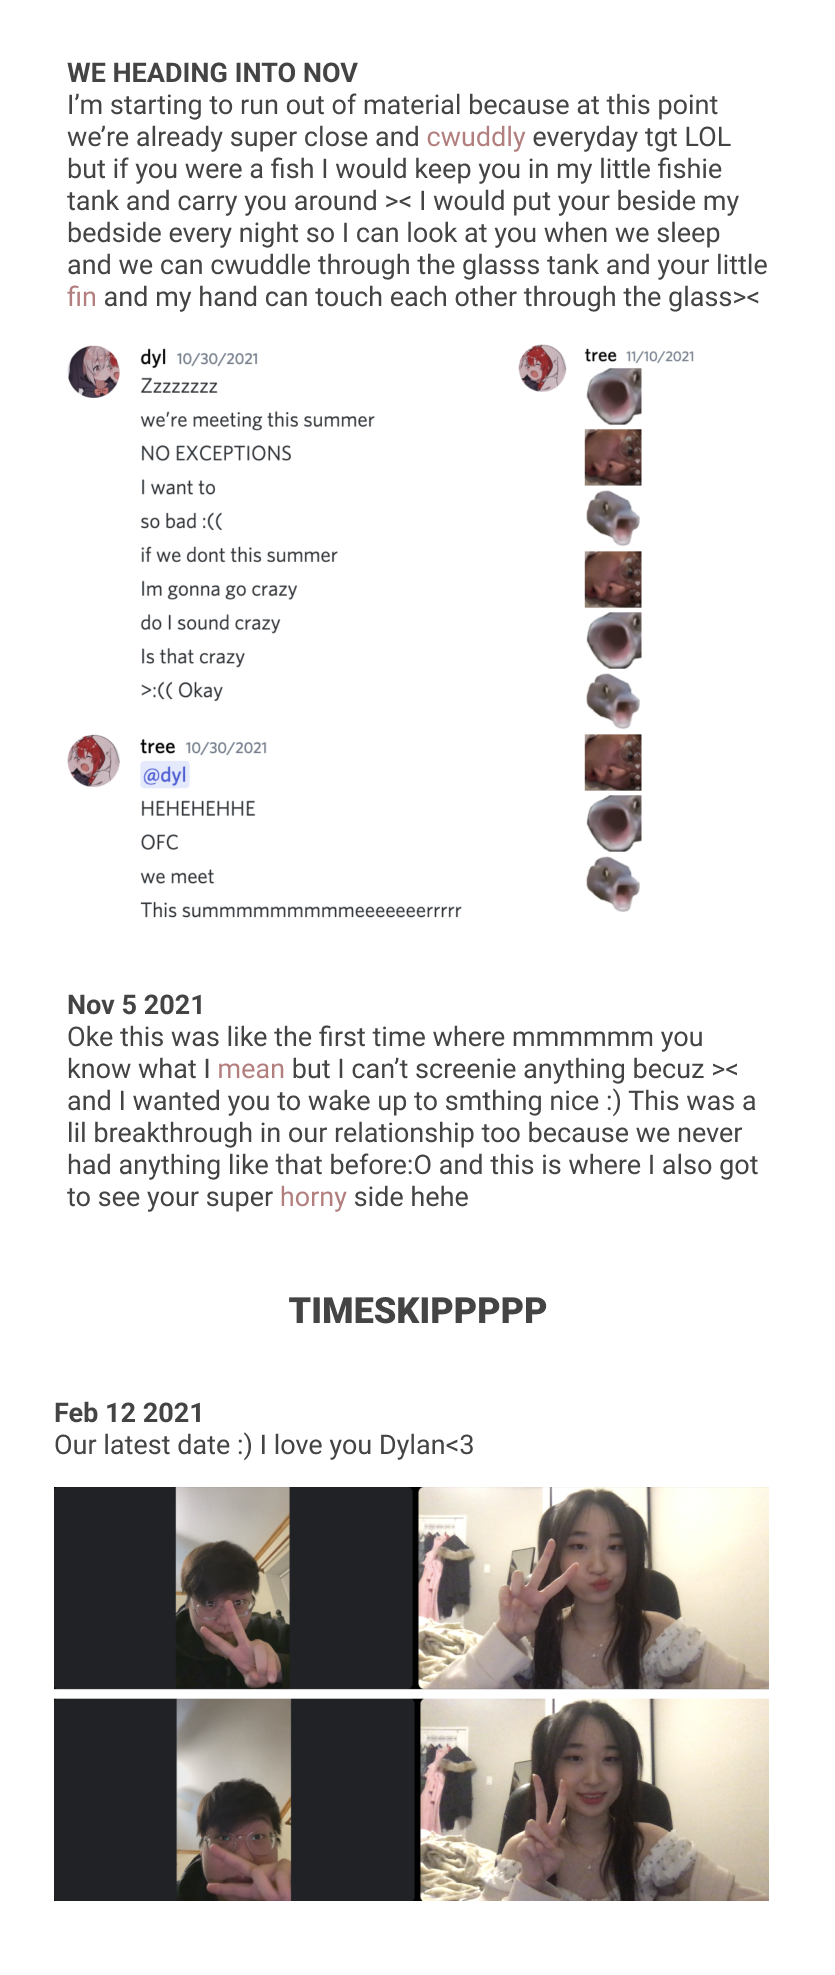 WE HEADING INTO NOV
I'm starting to run out of material because at this point
we're already super close and cwuddly everyday tgt LOL
but if you were a fish I would keep you in my little fishie
tank and carry you around >< I would put your beside my
bedside every night so I can look at you when we sleep
and we can cwuddle through the glasss tank and your little
fin and my hand can touch each other through the glass><
dyl 10/30/2021
Zzzzzzzz
we're meeting this summer
NO EXCEPTIONS
I want to
so bad :((
if we dont this summer
Im gonna go crazy
do I sound crazy
Is that crazy
>:(( Okay
tree 10/30/2021
@dyl
HEHEHEHHE
OFC
we meet
This summmmmmmmmeeeeeeerrrrr
tree 11/10/2021
Nov 5 2021
Oke this was like the first time where mmmmmm you
know what I mean but I can't screenie anything becuz ><
and I wanted you to wake up to smthing nice :) This was a
lil breakthrough in our relationship too because we never
had anything like that before:O and this is where I also got
to see your super horny side hehe
TIMESKIPPPPP
Feb 12 2021
Our latest date :) I love you Dylan<3